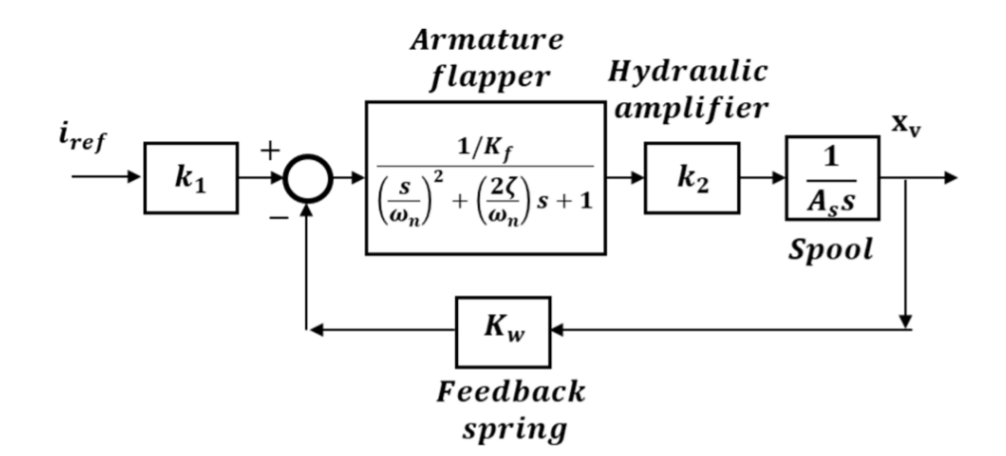 Armature
flapper
Hydraulic
amplifier
i_ref
k_1
+
−
1/K_f
(s/ω_n)^2 + (2ζ/ω_n) s + 1
k_2
1/(A_s s)
x_v
Spool
K_w
Feedback
spring